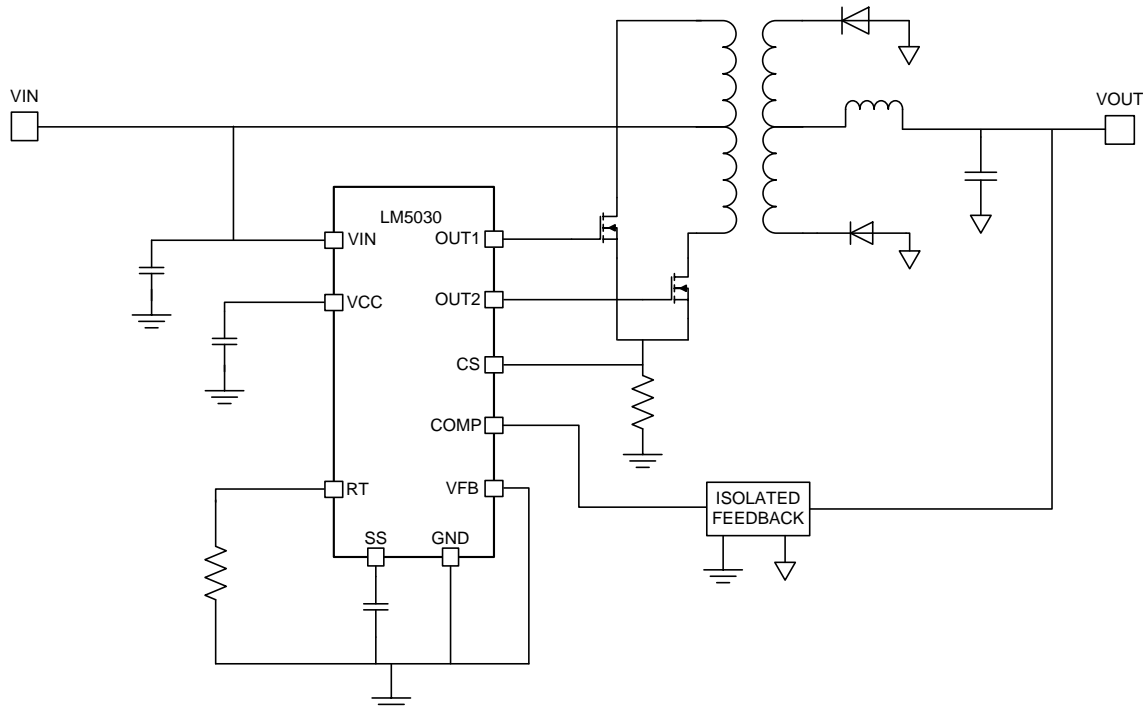 VIN
VOUT
LM5030
VIN
OUT1
VCC
OUT2
CS
COMP
RT
VFB
SS
GND
ISOLATED
FEEDBACK